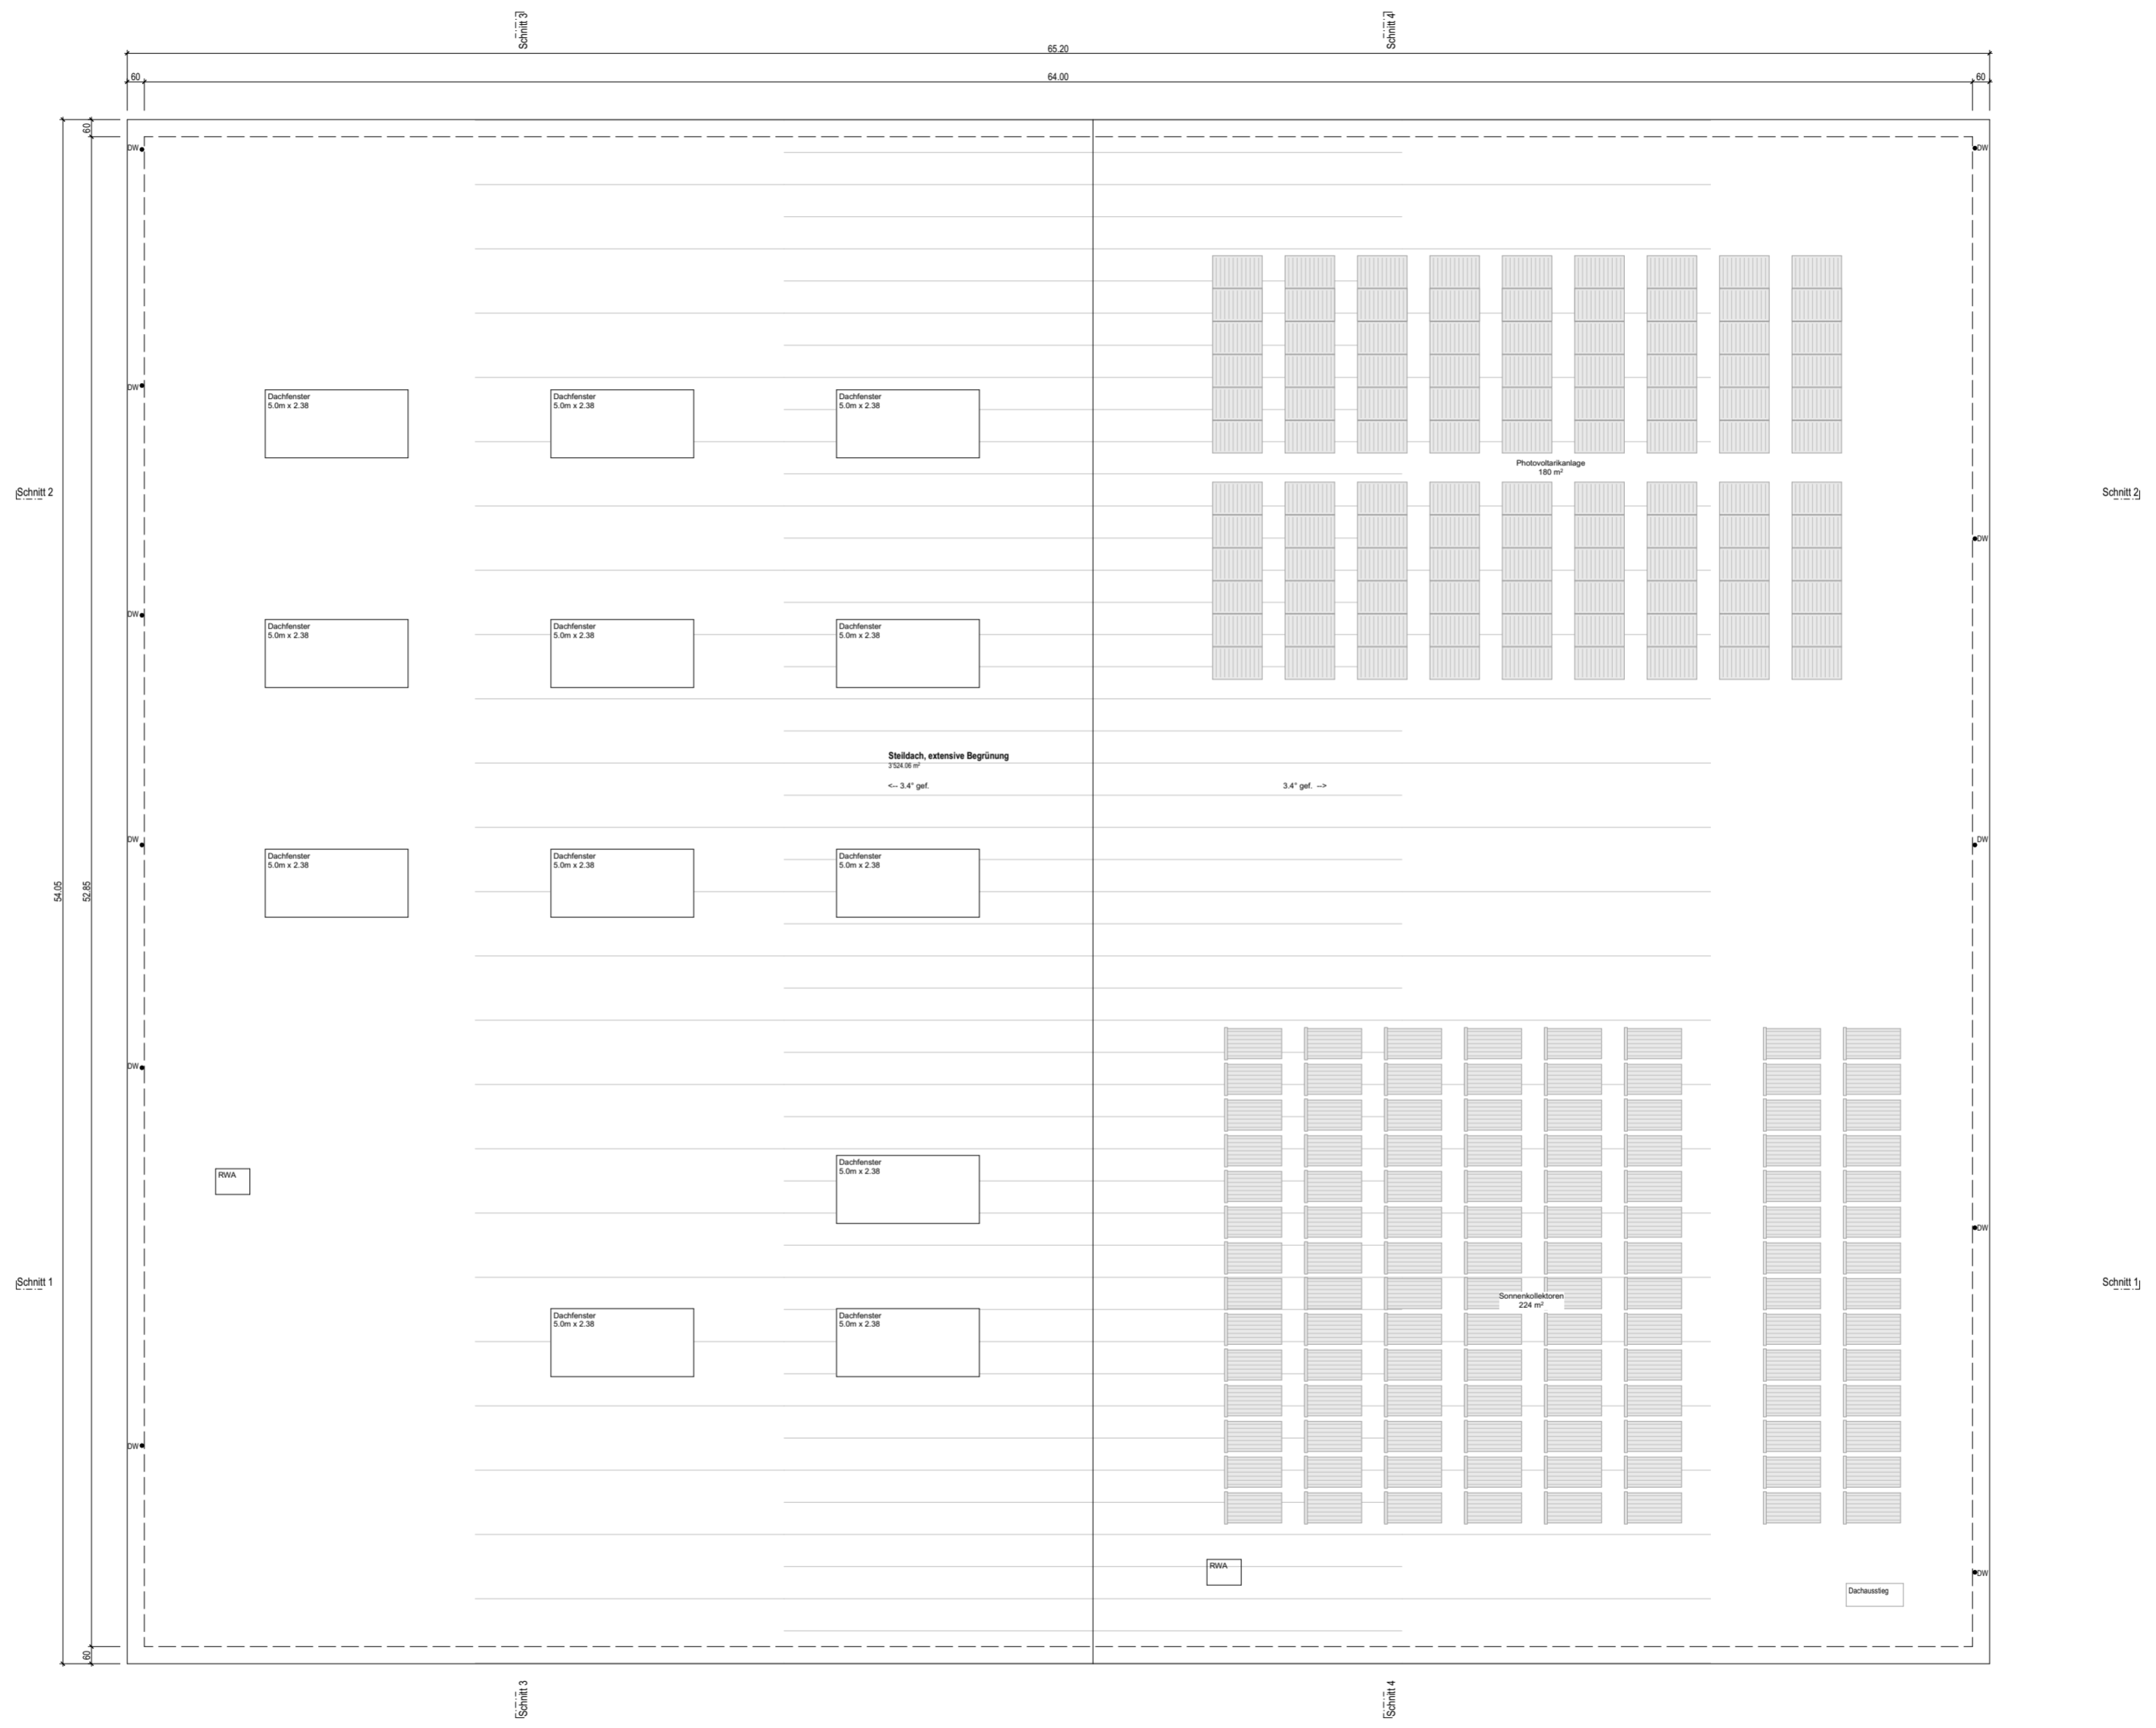 Schnitt 3
Schnitt 4
65.20
60
64.00
60
60
DW
DW
DW
Dachfenster
5.0m x 2.38
Dachfenster
5.0m x 2.38
Dachfenster
5.0m x 2.38
Photovoltarikanlage
180 m²
Schnitt 2
Schnitt 2
DW
DW
Dachfenster
5.0m x 2.38
Dachfenster
5.0m x 2.38
Dachfenster
5.0m x 2.38
Steildach, extensive Begrünung
3'524.06 m²
<-- 3.4° gef.
3.4° gef. -->
DW
DW
Dachfenster
5.0m x 2.38
Dachfenster
5.0m x 2.38
Dachfenster
5.0m x 2.38
54.05
52.85
DW
Dachfenster
5.0m x 2.38
RWA
DW
Schnitt 1
Schnitt 1
Sonnenkollektoren
224 m²
Dachfenster
5.0m x 2.38
Dachfenster
5.0m x 2.38
DW
RWA
DW
Dachausstieg
60
Schnitt 3
Schnitt 4